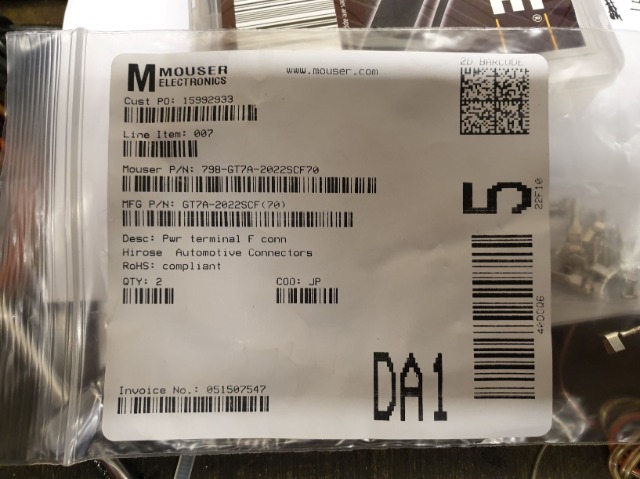 E®
MOUSER
ELECTRONICS
www.mouser.com
2D BARCODE
Cust PO: 15992933
Line Item: 007
Mouser P/N: 798-GT7A-2022SCF70
MFG P/N: GT7A-2022SCF(70)
Desc: Pwr terminal F conn
Hirose Automotive Connectors
RoHS: compliant
QTY: 2 COO: JP
Invoice No.: 051507547
5
22F10
DA1